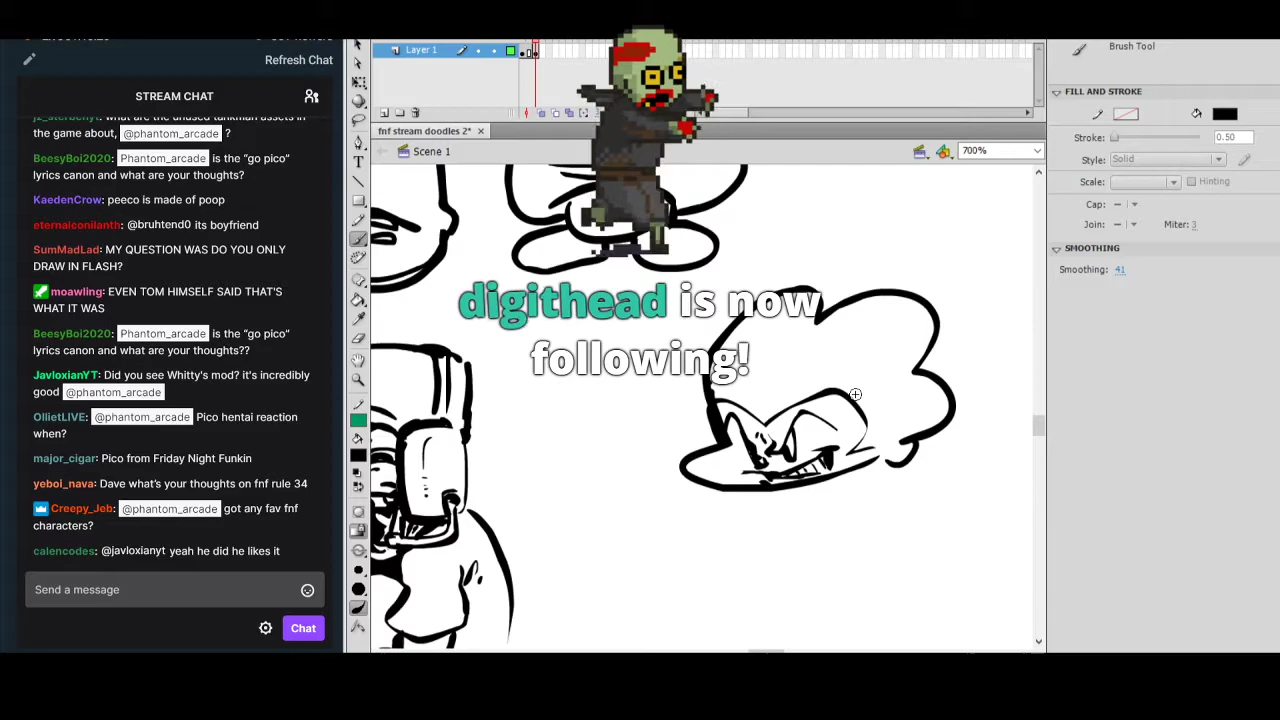 Refresh Chat
STREAM CHAT
the game about, @phantom_arcade ?
BeesyBoi2020: Phantom_arcade is the “go pico”
lyrics canon and what are your thoughts?
KaedenCrow: peeco is made of poop
eternalconilanth: @bruhtend0 its boyfriend
SumMadLad: MY QUESTION WAS DO YOU ONLY
DRAW IN FLASH?
moawling: EVEN TOM HIMSELF SAID THAT'S
WHAT IT WAS
BeesyBoi2020: Phantom_arcade is the “go pico”
lyrics canon and what are your thoughts??
JavloxianYT: Did you see Whitty's mod? it's incredibly
good @phantom_arcade
OllietLIVE: @phantom_arcade Pico hentai reaction
when?
major_cigar: Pico from Friday Night Funkin
yeboi_nava: Dave what's your thoughts on fnf rule 34
Creepy_Jeb: @phantom_arcade got any fav fnf
characters?
calencodes: @javloxianyt yeah he did he likes it
Send a message
Chat
Layer 1
fnf stream doodles 2* ×
Scene 1
700%
digithead is now
following!
Brush Tool
FILL AND STROKE
Stroke: 0.50
Style: Solid
Scale: Hinting
Cap:
Join: Miter: 3
SMOOTHING
Smoothing: 41